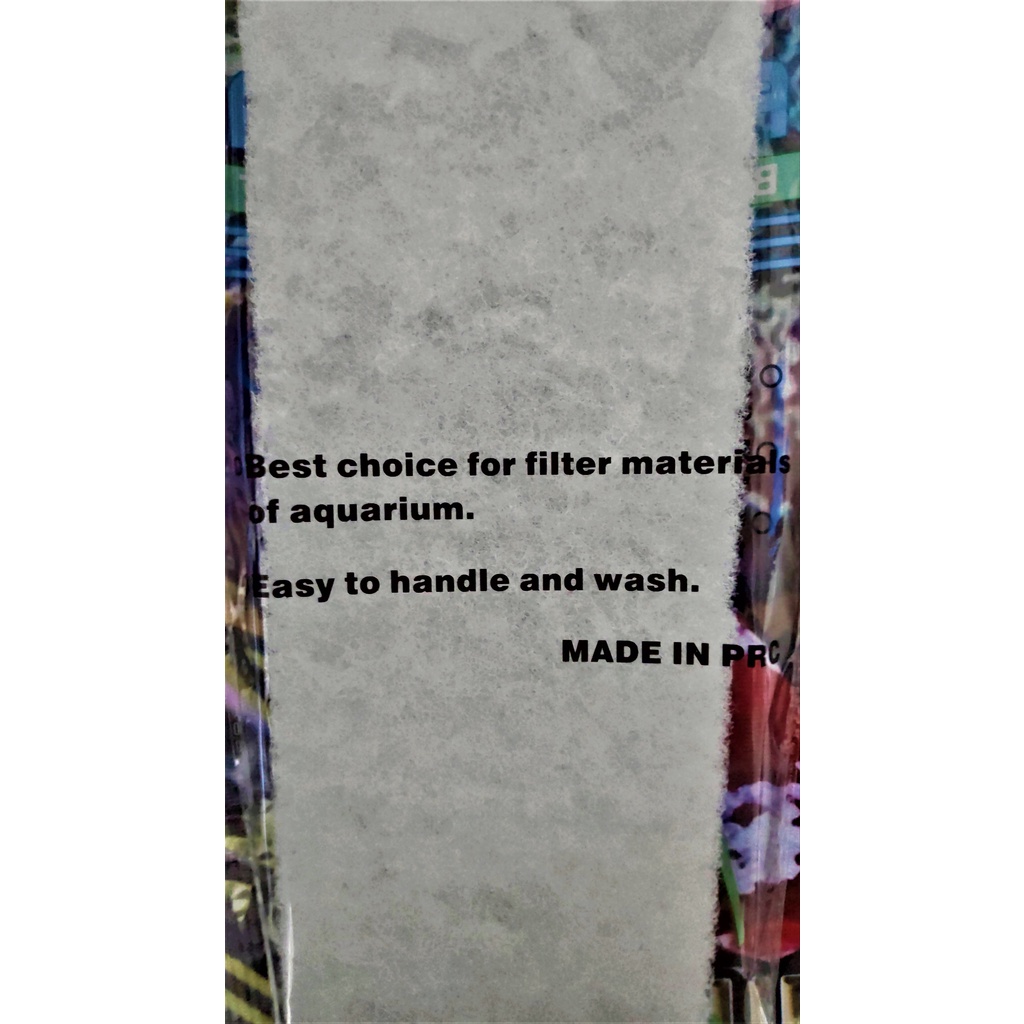 Best choice for filter materials
of aquarium.
Easy to handle and wash.
MADE IN PRC